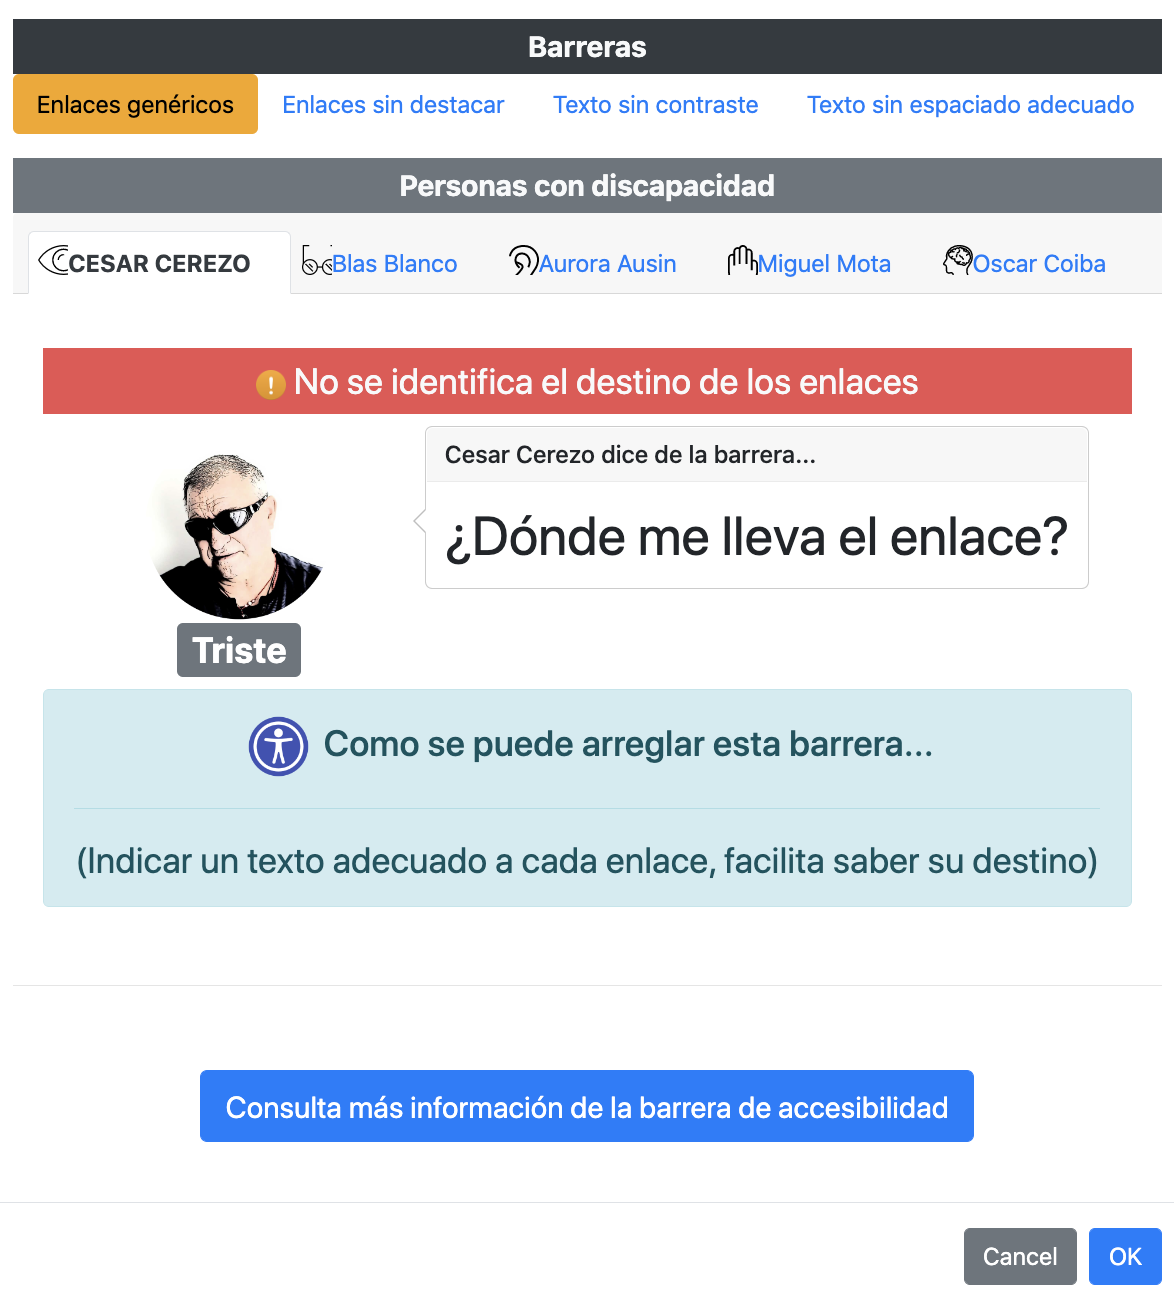 Barreras
Enlaces genéricos Enlaces sin destacar Texto sin contraste Texto sin espaciado adecuado
Personas con discapacidad
CESAR CEREZO Blas Blanco Aurora Ausin Miguel Mota Oscar Coiba
No se identifica el destino de los enlaces
Cesar Cerezo dice de la barrera...
¿Dónde me lleva el enlace?
Triste
Como se puede arreglar esta barrera...
(Indicar un texto adecuado a cada enlace, facilita saber su destino)
Consulta más información de la barrera de accesibilidad
Cancel OK